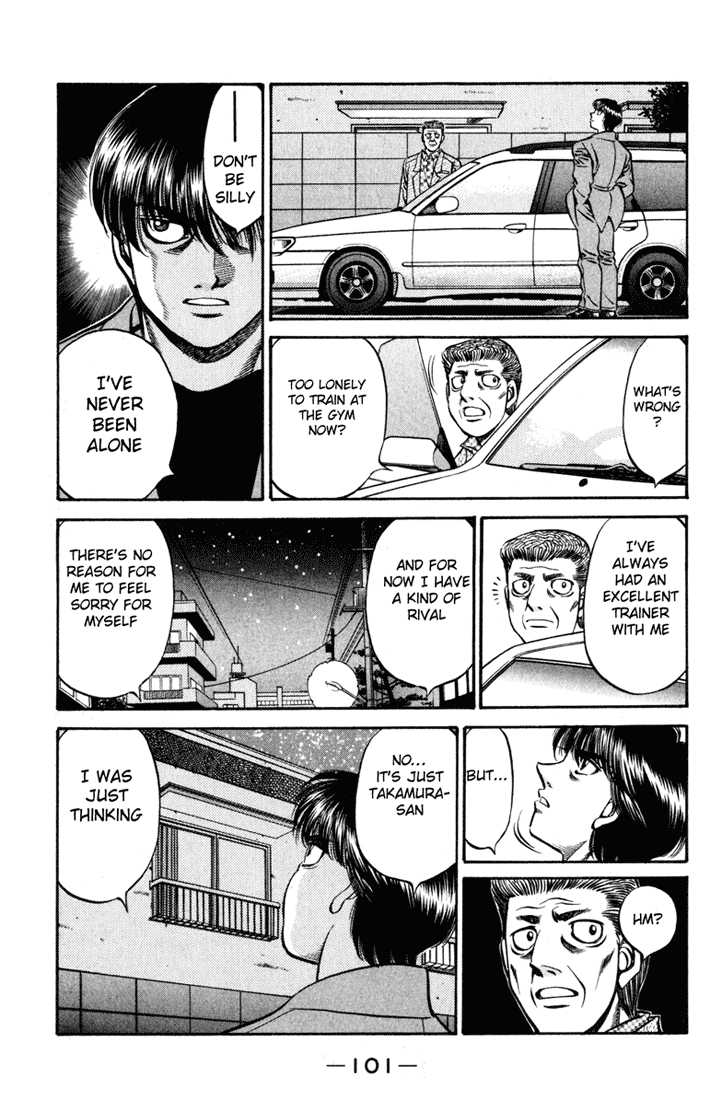 WHAT'S
WRONG
?
TOO LONELY
TO TRAIN AT
THE GYM
NOW?
DON'T
BE
SILLY
I'VE
NEVER
BEEN
ALONE
I'VE
ALWAYS
HAD AN
EXCELLENT
TRAINER
WITH ME
AND FOR
NOW I HAVE
A KIND OF
RIVAL
THERE'S NO
REASON FOR
ME TO FEEL
SORRY FOR
MYSELF
BUT...
HM?
NO...
IT'S JUST
TAKAMURA-
SAN
I WAS
JUST
THINKING
—101—